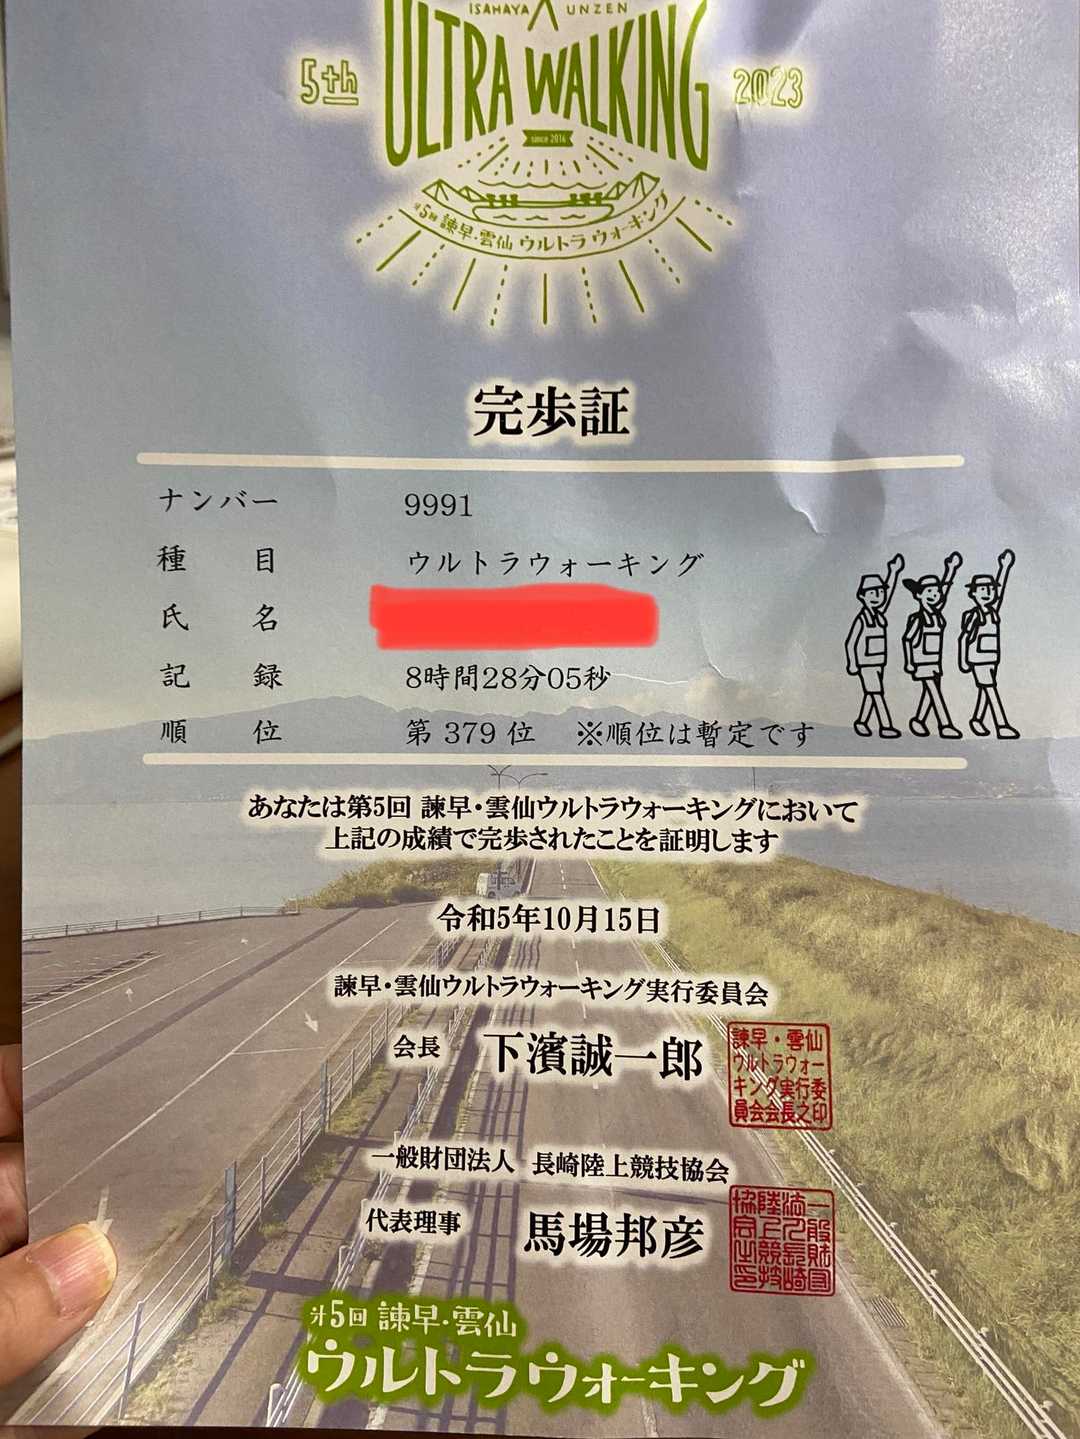 ISAHAYA UNZEN
5th ULTRA WALKING 2023
since 2016
第5回 諫早・雲仙 ウルトラウォーキング
完歩証
ナンバー 9991
種目 ウルトラウォーキング
氏名
記録 8時間28分05秒
順位 第 379 位 ※順位は暫定です
あなたは第5回 諫早・雲仙ウルトラウォーキングにおいて
上記の成績で完歩されたことを証明します
令和5年10月15日
諫早・雲仙ウルトラウォーキング実行委員会
会長 下濱誠一郎
諫早・雲仙
ウルトラウォー
キング実行委
員会会長之印
一般財団法人 長崎陸上競技協会
代表理事 馬場邦彦
第5回 諫早・雲仙
ウルトラウォーキング